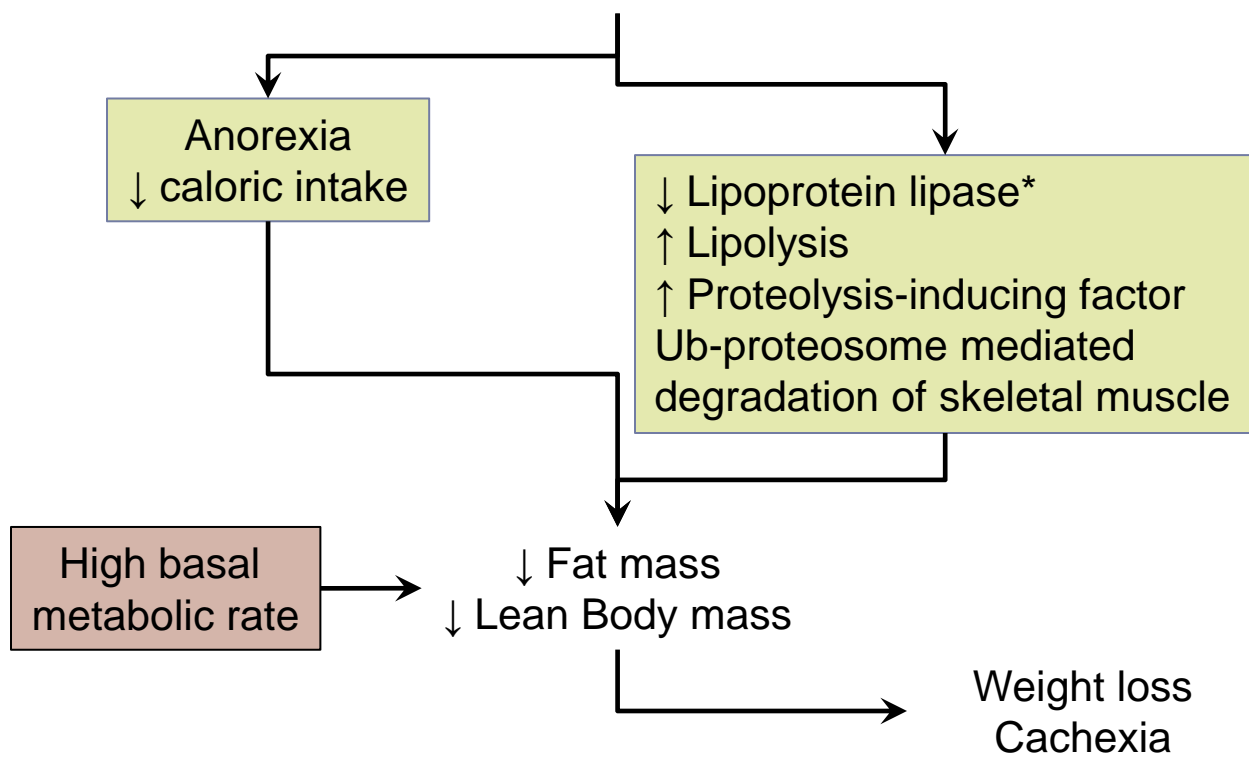 Anorexia
↓ caloric intake
↓ Lipoprotein lipase*
↑ Lipolysis
↑ Proteolysis-inducing factor
Ub-proteosome mediated
degradation of skeletal muscle
High basal
metabolic rate
↓ Fat mass
↓ Lean Body mass
Weight loss
Cachexia